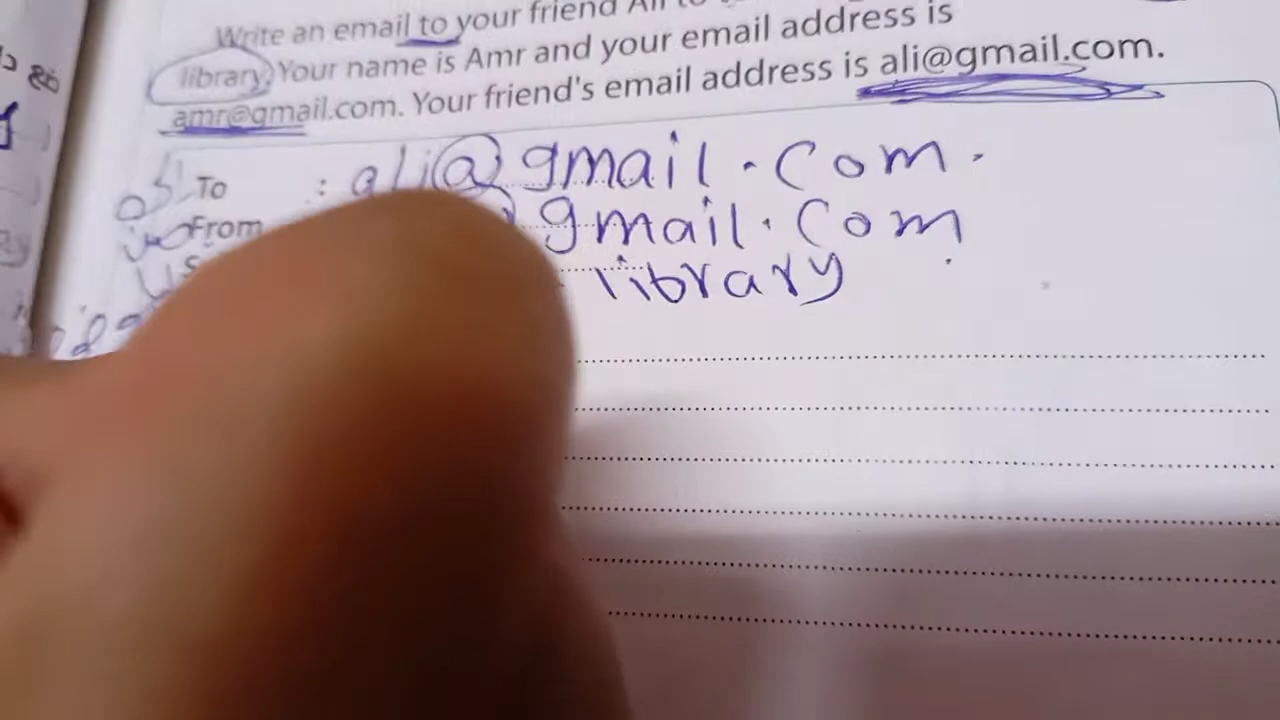 Write an email to your friend
library. Your name is Amr and your email address is
amr@gmail.com. Your friend's email address is ali@gmail.com.
To : ali@gmail.com.
From gmail.com
library